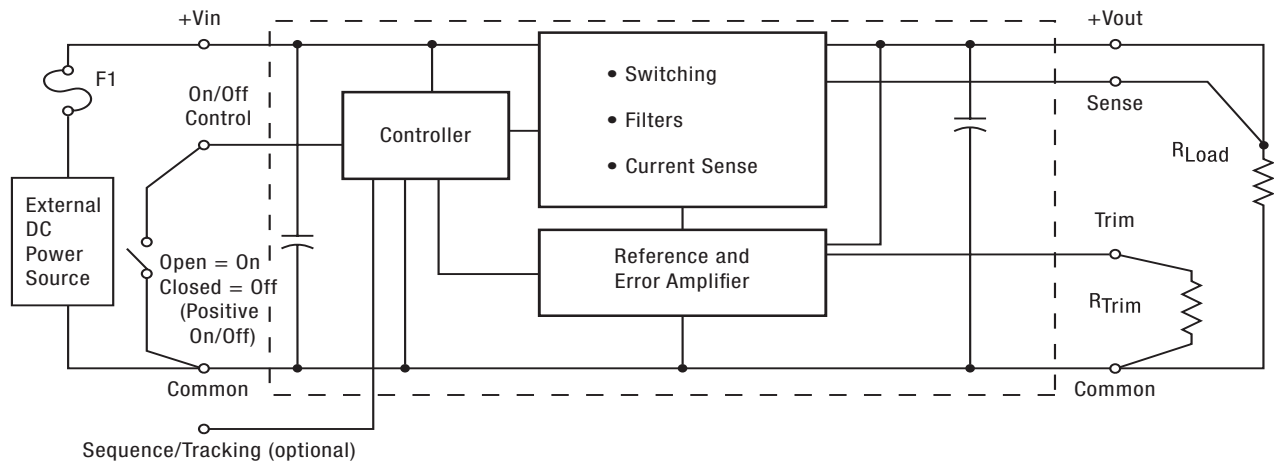 +Vin
+Vout
F1
On/Off
Control
• Switching
• Filters
• Current Sense
Sense
Controller
RLoad
External
DC
Power
Source
Open = On
Closed = Off
(Positive
On/Off)
Reference and
Error Amplifier
Trim
RTrim
Common
Common
Sequence/Tracking (optional)